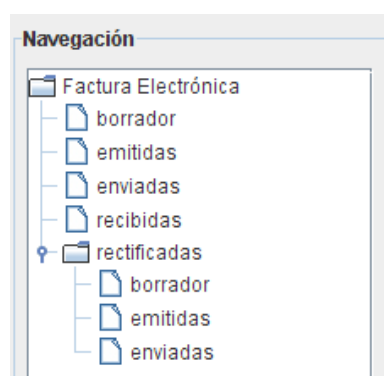 Navegación
Factura Electrónica
borrador
emitidas
enviadas
recibidas
rectificadas
borrador
emitidas
enviadas